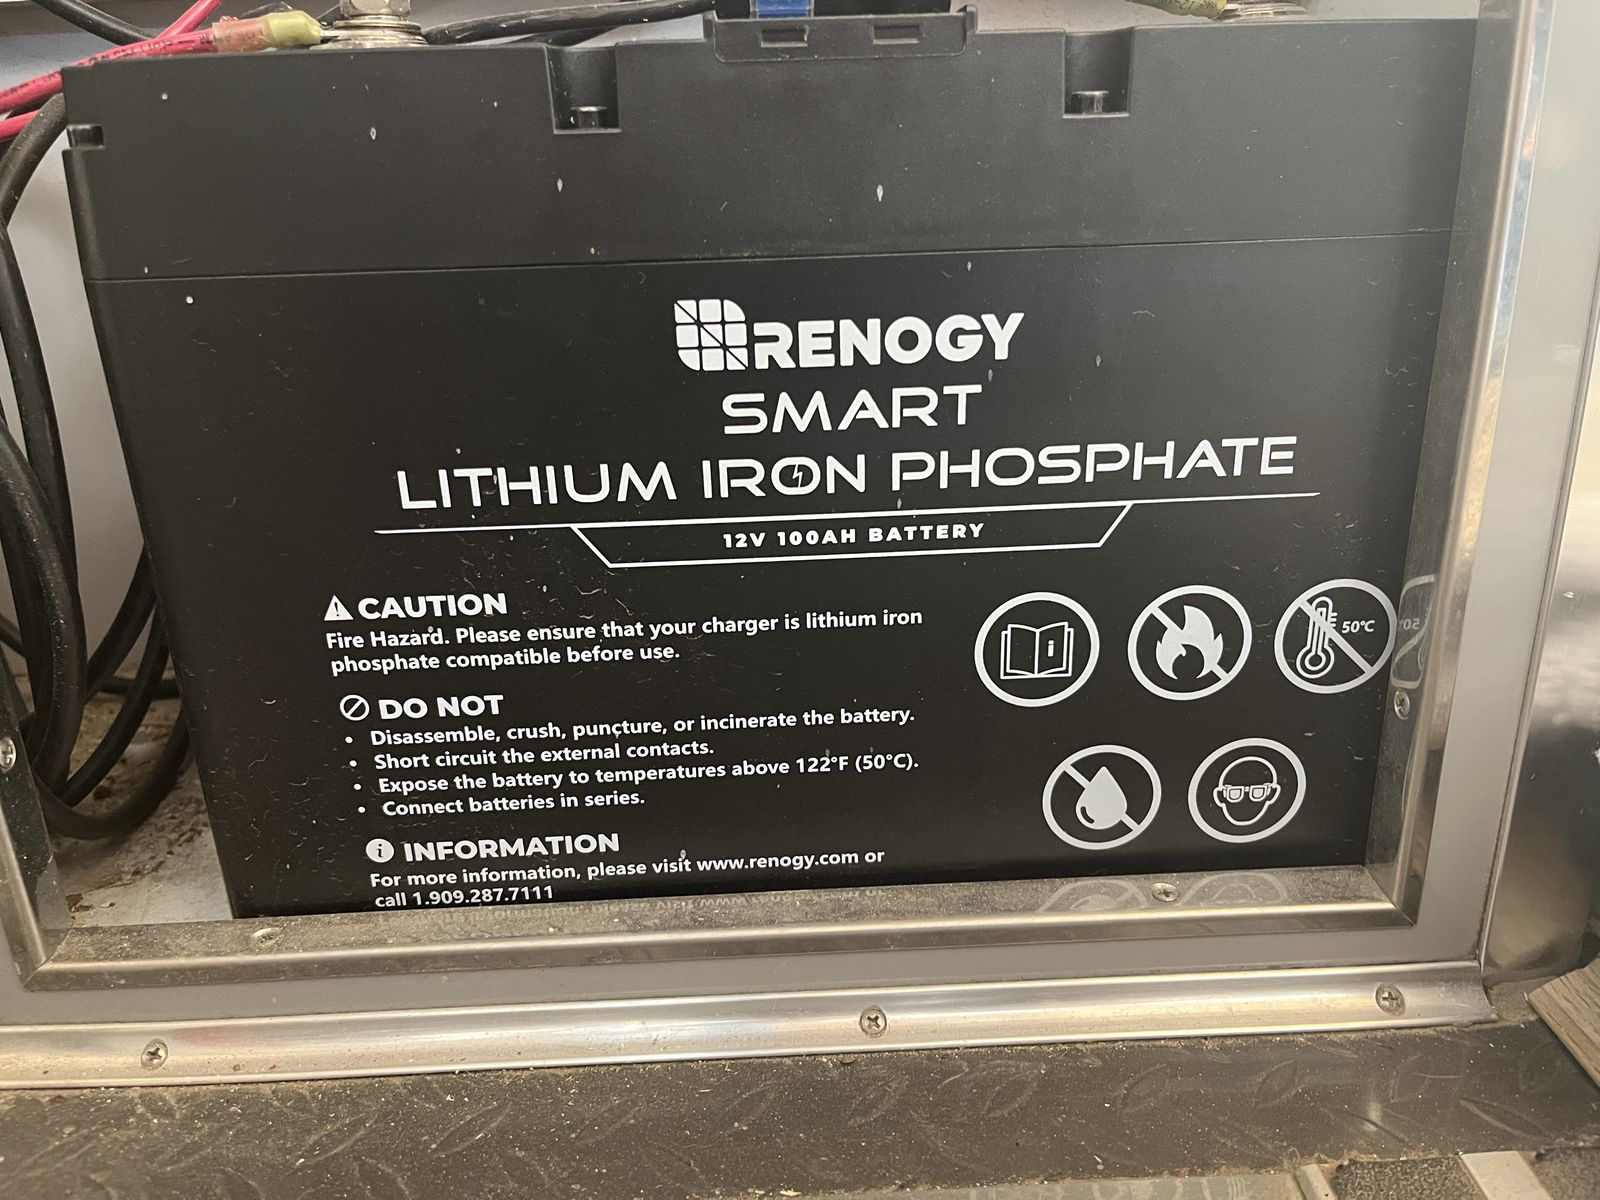 RENOGY
SMART
LITHIUM IRON PHOSPHATE
12V 100AH BATTERY
CAUTION
Fire Hazard. Please ensure that your charger is lithium iron
phosphate compatible before use.
DO NOT
• Disassemble, crush, puncture, or incinerate the battery.
• Short circuit the external contacts.
• Expose the battery to temperatures above 122°F (50°C).
• Connect batteries in series.
INFORMATION
For more information, please visit www.renogy.com or
call 1.909.287.7111
50°C